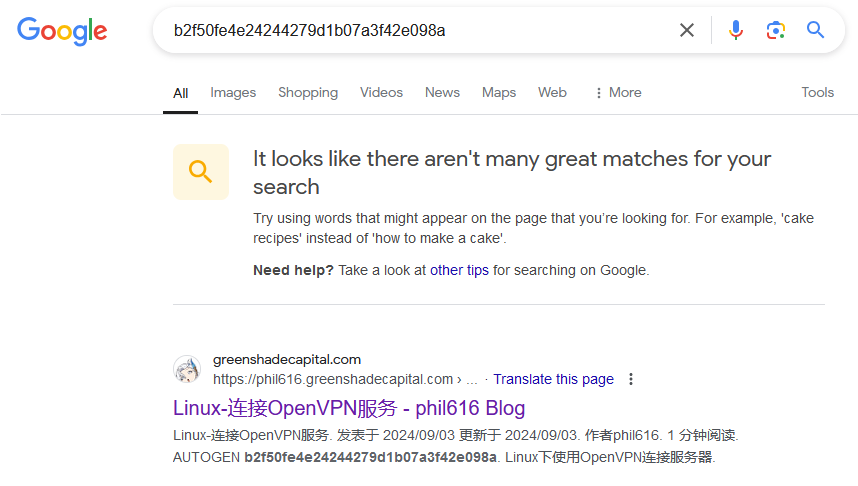 Google
b2f50fe4e24244279d1b07a3f42e098a
All Images Shopping Videos News Maps Web More Tools
It looks like there aren't many great matches for your
search
Try using words that might appear on the page that you're looking for. For example, 'cake
recipes' instead of 'how to make a cake'.
Need help? Take a look at other tips for searching on Google.
greenshadecapital.com
https://phil616.greenshadecapital.com › ... · Translate this page
Linux-连接OpenVPN服务 - phil616 Blog
Linux-连接OpenVPN服务. 发表于 2024/09/03 更新于 2024/09/03. 作者phil616. 1 分钟阅读.
AUTOGEN b2f50fe4e24244279d1b07a3f42e098a. Linux下使用OpenVPN连接服务器.